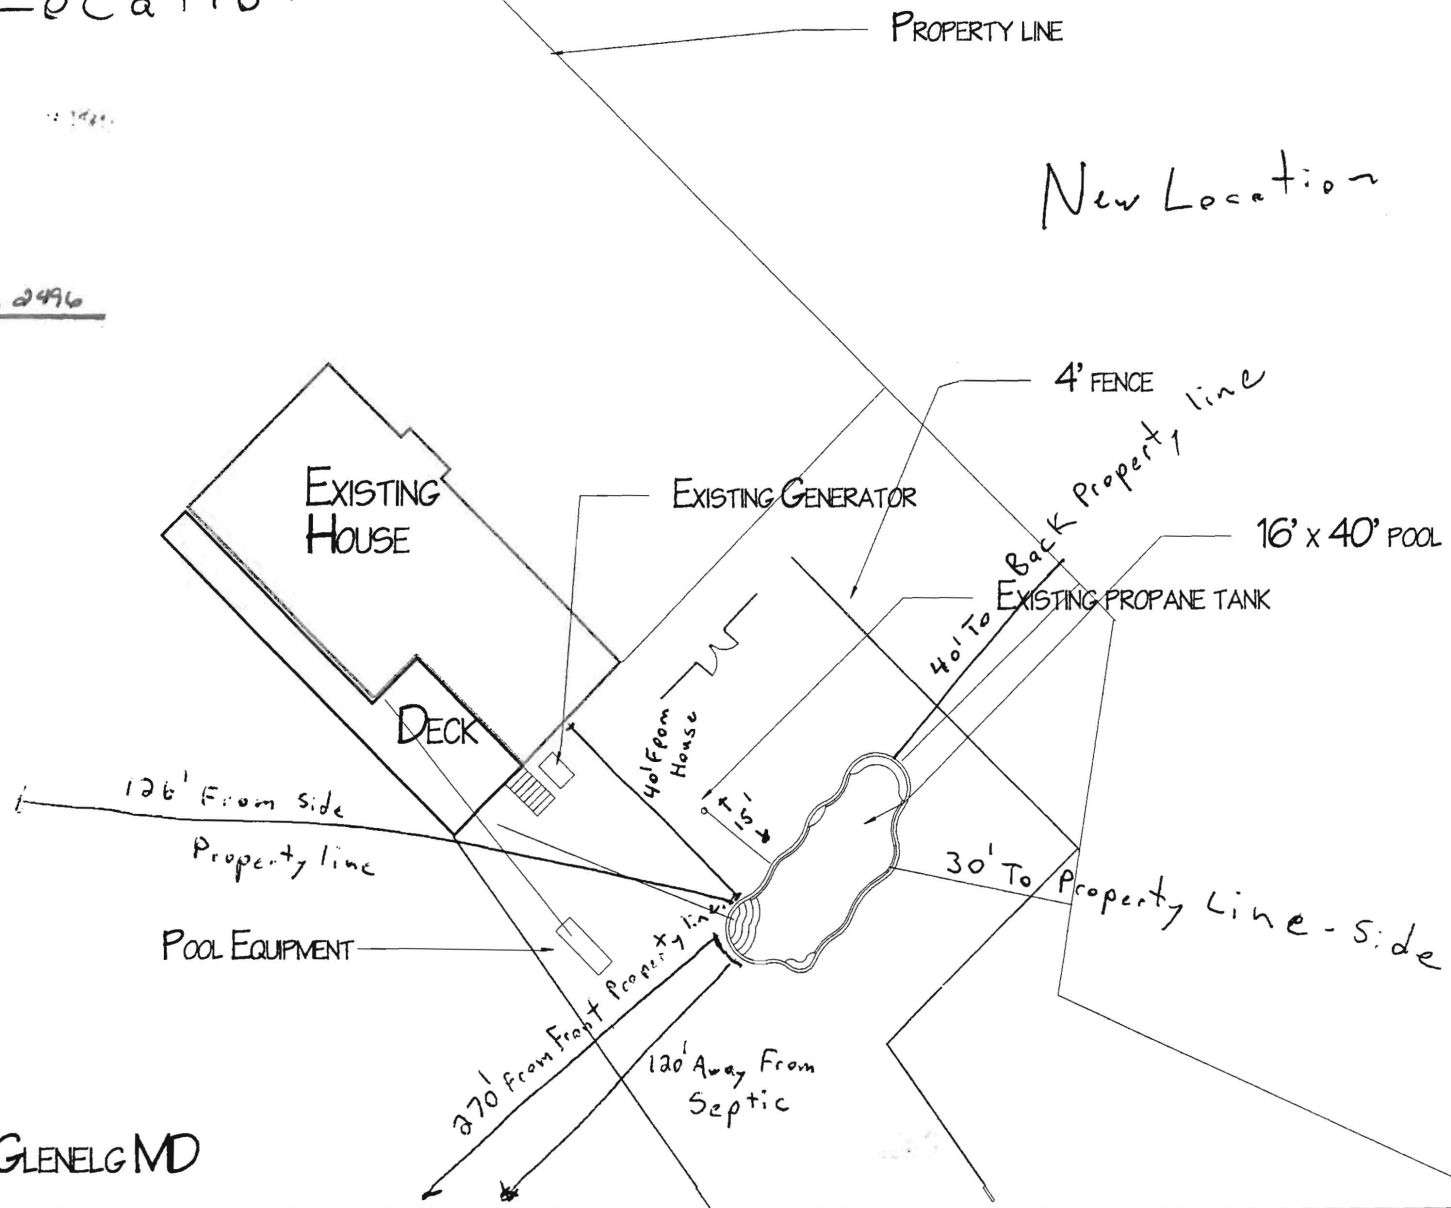 Location
PROPERTY LINE
New Location
2496
4' FENCE
EXISTING
HOUSE
EXISTING GENERATOR
40' To Back Property line
16' X 40' POOL
EXISTING PROPANE TANK
DECK
40' From
House
15'
126' From side
Property line
30' To Property Line - Side
POOL EQUIPMENT
270' From Front Property line
120' Away From
Septic
GLENELG MD